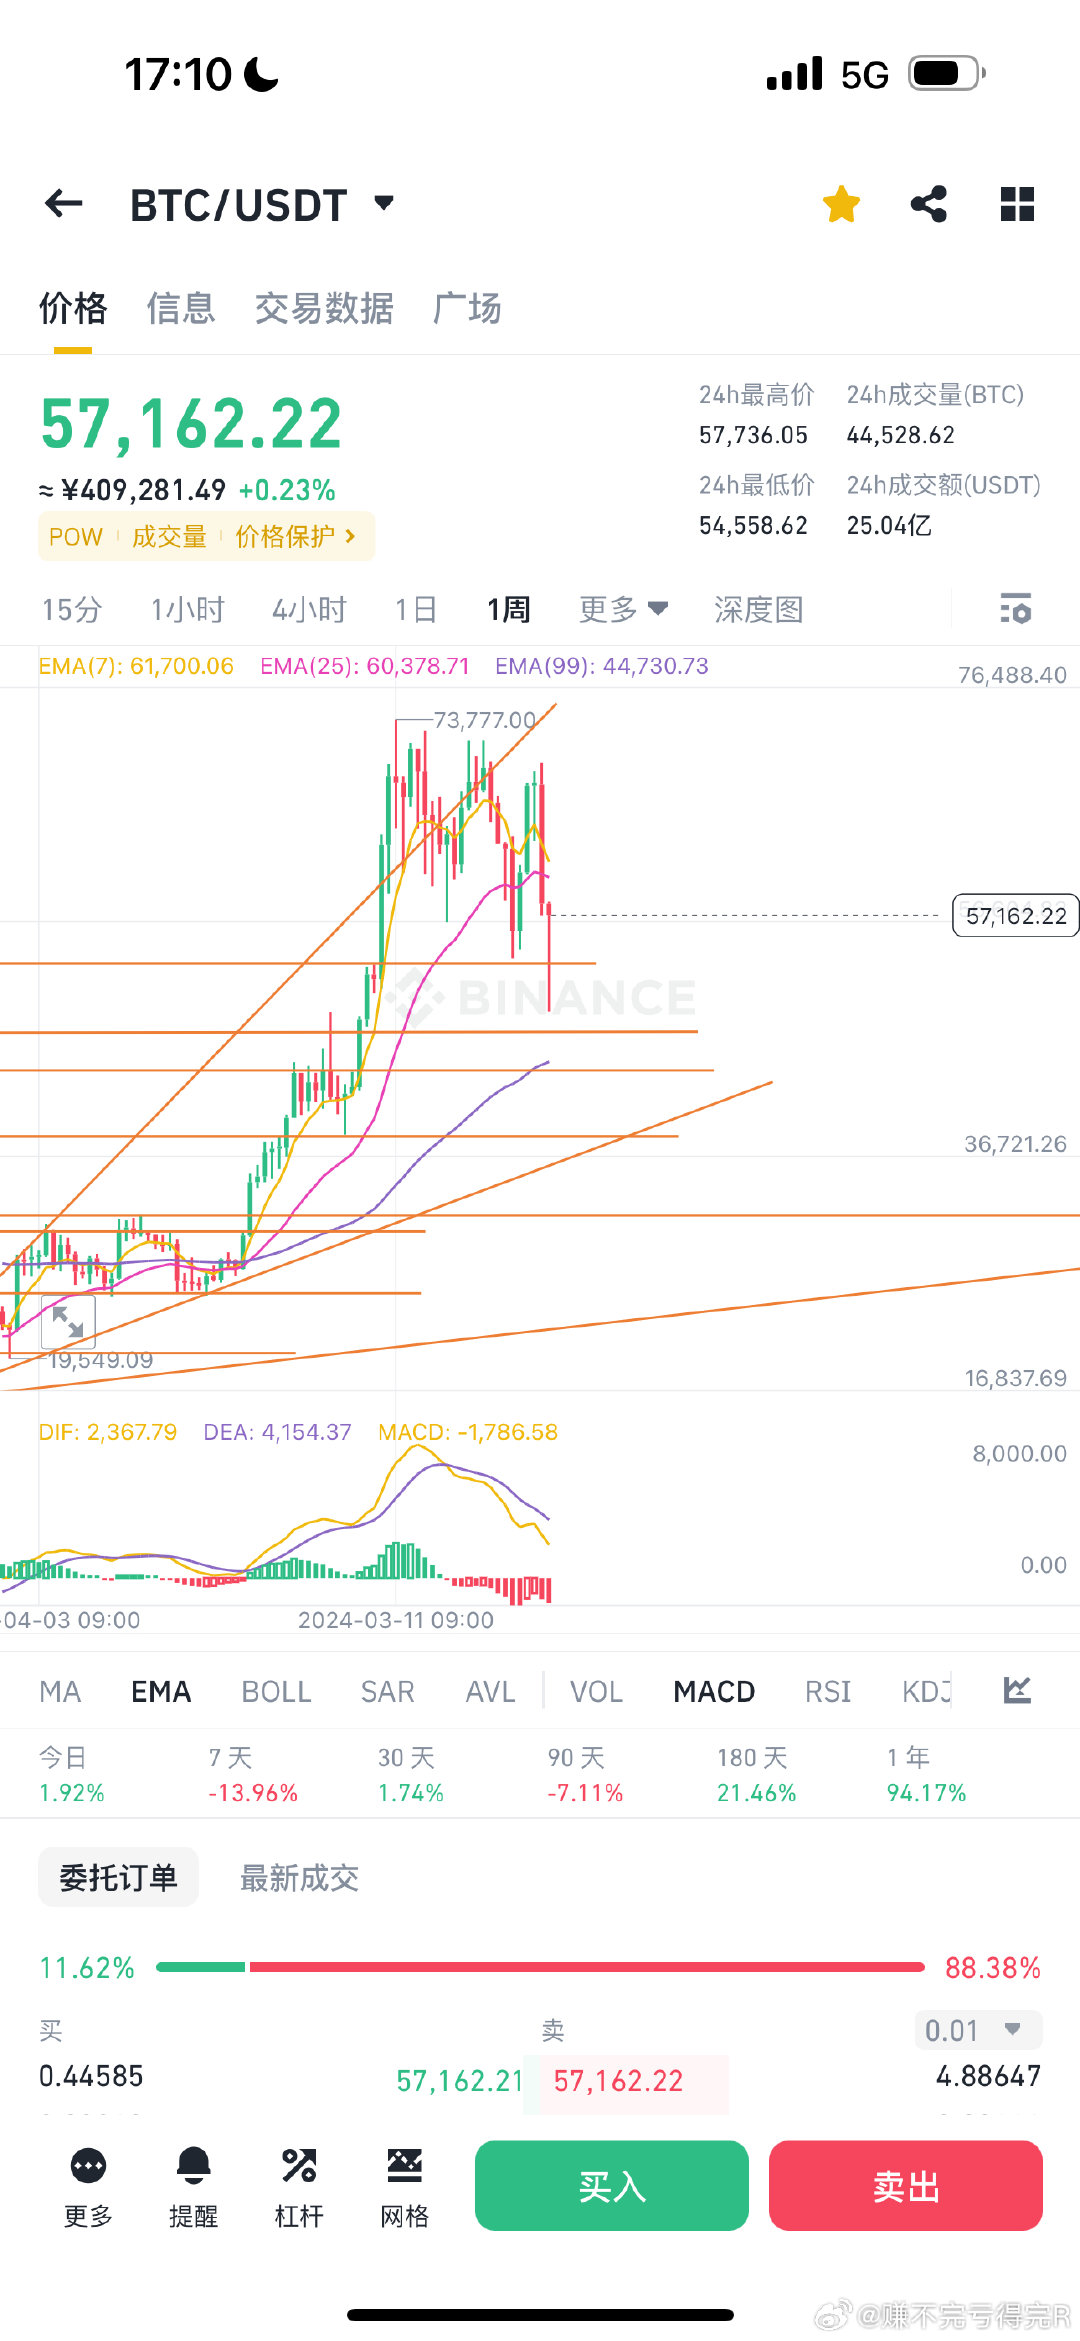 17:10 5G
BTC/USDT
价格 信息 交易数据 广场
57,162.22
≈ ¥409,281.49 +0.23%
POW 成交量 价格保护
24h最高价 24h成交量(BTC)
57,736.05 44,528.62
24h最低价 24h成交额(USDT)
54,558.62 25.04亿
15分 1小时 4小时 1日 1周 更多 深度图
EMA(7): 61,700.06 EMA(25): 60,378.71 EMA(99): 44,730.73
76,488.40
73,777.00
57,162.22
BINANCE
36,721.26
19,549.09
16,837.69
DIF: 2,367.79 DEA: 4,154.37 MACD: -1,786.58
8,000.00
0.00
-04-03 09:00 2024-03-11 09:00
MA EMA BOLL SAR AVL VOL MACD RSI KDJ
今日 7 天 30 天 90 天 180 天 1 年
1.92% -13.96% 1.74% -7.11% 21.46% 94.17%
委托订单 最新成交
11.62% 88.38%
买 卖 0.01
0.44585 57,162.21 57,162.22 4.88647
更多 提醒 杠杆 网格 买入 卖出
@赚不完亏得完R